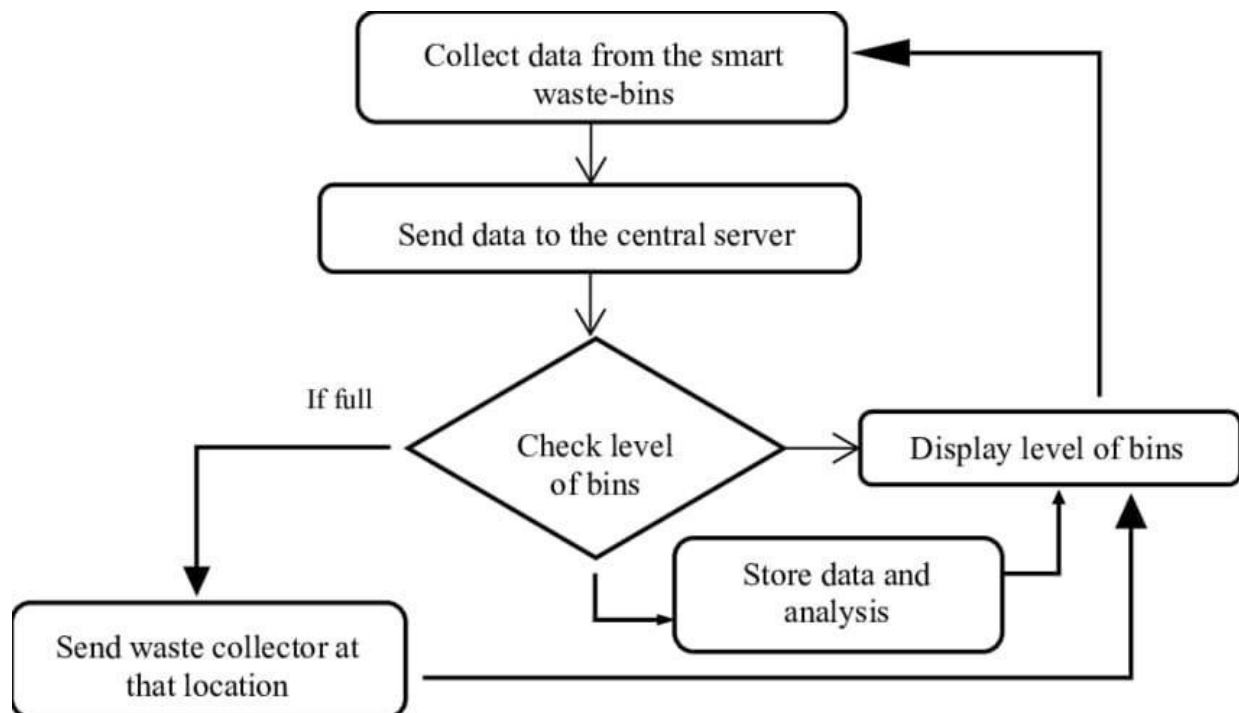 Collect data from the smart
waste-bins
Send data to the central server
If full
Check level
of bins
Display level of bins
Store data and
analysis
Send waste collector at
that location